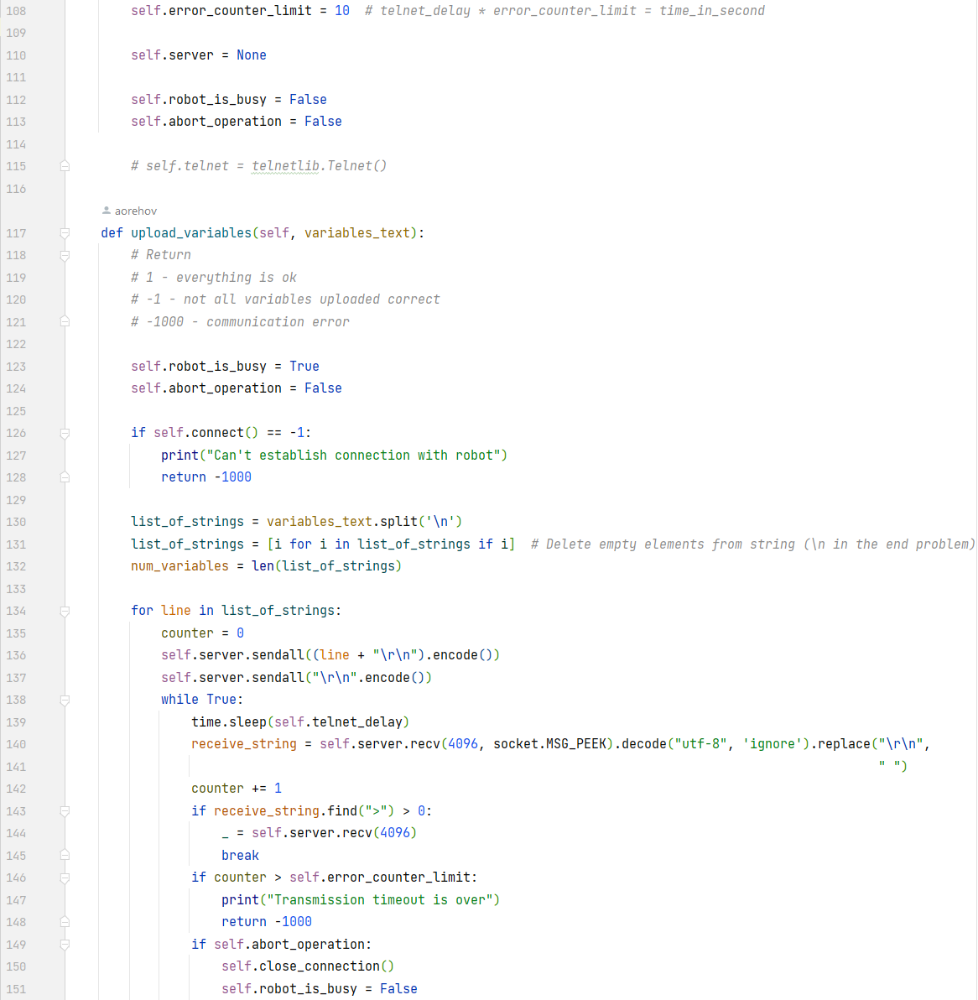 108 self.error_counter_limit = 10  # telnet_delay * error_counter_limit = time_in_second
109
110 self.server = None
111
112 self.robot_is_busy = False
113 self.abort_operation = False
114
115 # self.telnet = telnetlib.Telnet()
116
aorehov
117 def upload_variables(self, variables_text):
118 # Return
119 # 1 - everything is ok
120 # -1 - not all variables uploaded correct
121 # -1000 - communication error
122
123 self.robot_is_busy = True
124 self.abort_operation = False
125
126 if self.connect() == -1:
127 print("Can't establish connection with robot")
128 return -1000
129
130 list_of_strings = variables_text.split('\n')
131 list_of_strings = [i for i in list_of_strings if i]  # Delete empty elements from string (\n in the end problem)
132 num_variables = len(list_of_strings)
133
134 for line in list_of_strings:
135 counter = 0
136 self.server.sendall((line + "\r\n").encode())
137 self.server.sendall("\r\n".encode())
138 while True:
139 time.sleep(self.telnet_delay)
140 receive_string = self.server.recv(4096, socket.MSG_PEEK).decode("utf-8", 'ignore').replace("\r\n",
141 " ")
142 counter += 1
143 if receive_string.find(">") > 0:
144 _ = self.server.recv(4096)
145 break
146 if counter > self.error_counter_limit:
147 print("Transmission timeout is over")
148 return -1000
149 if self.abort_operation:
150 self.close_connection()
151 self.robot_is_busy = False